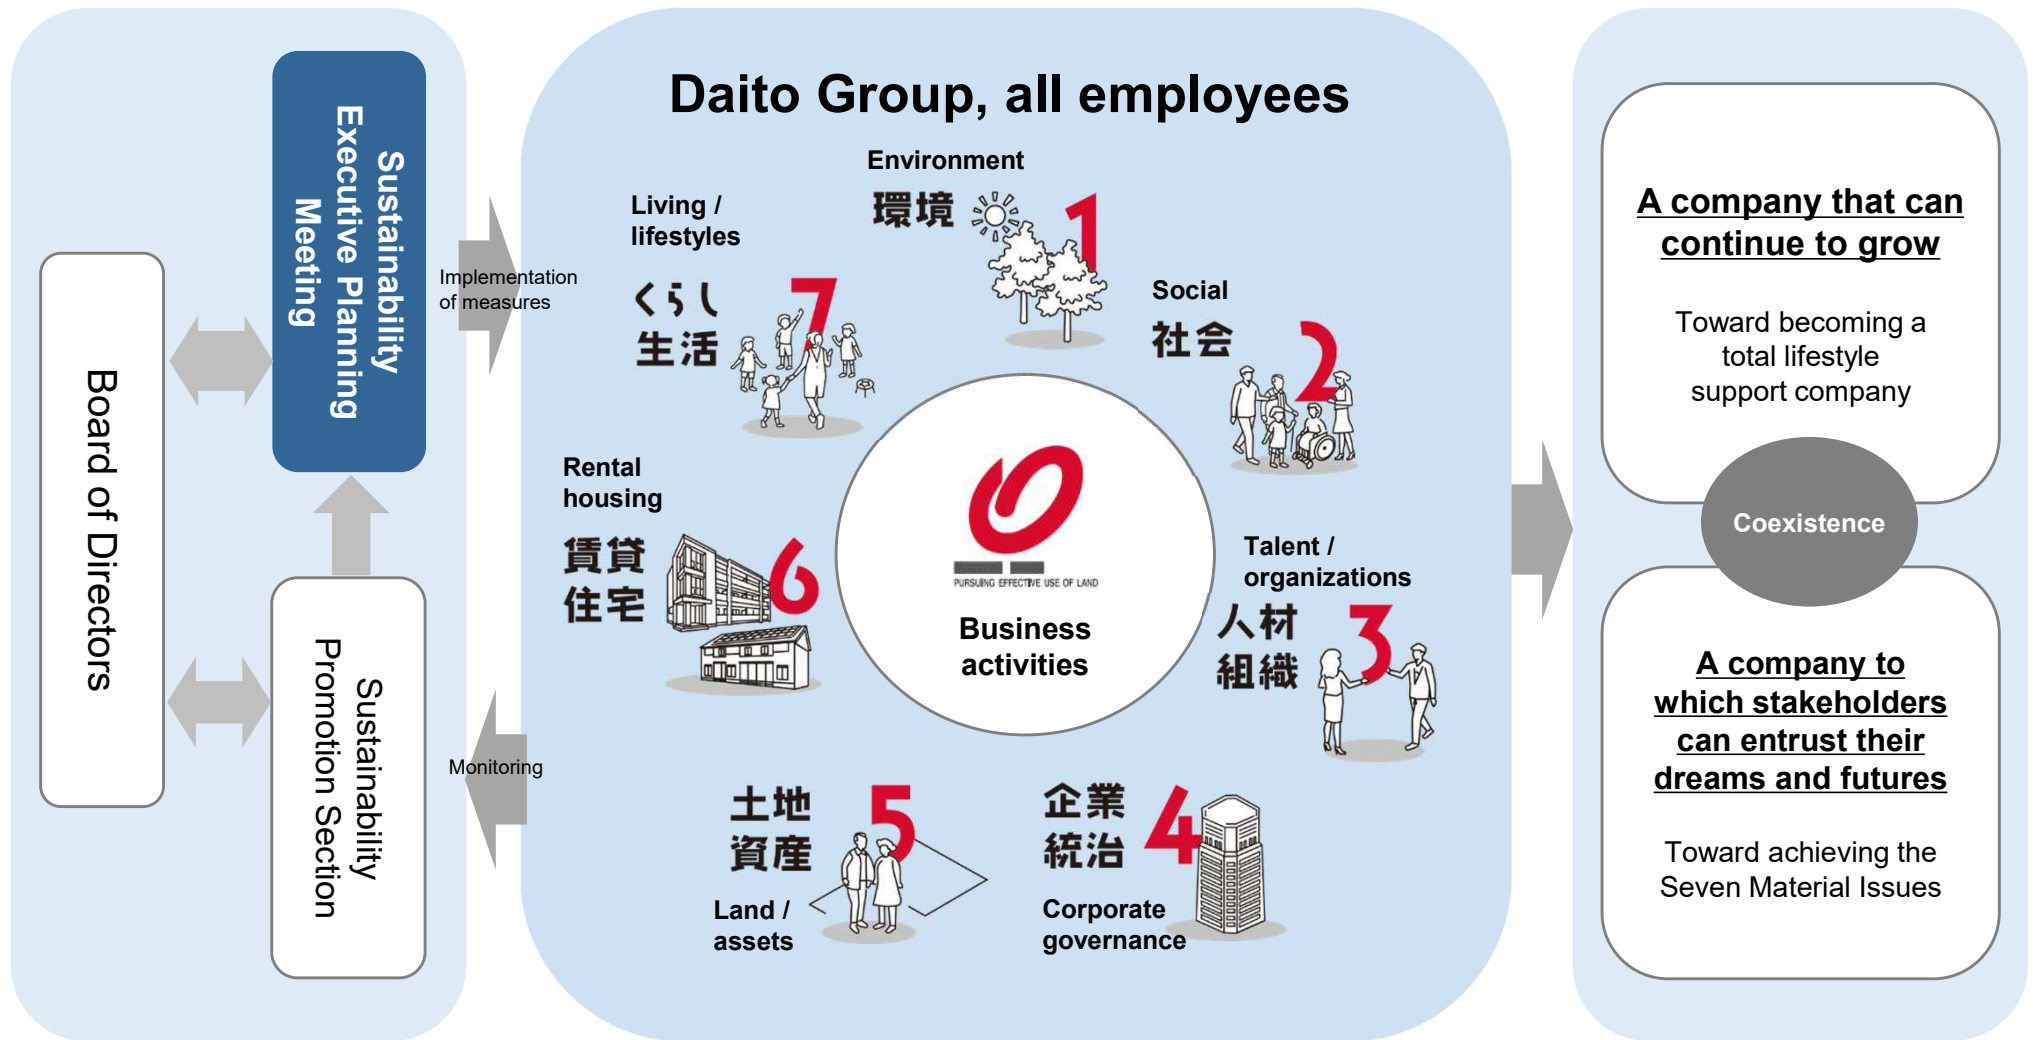 Board of Directors
Sustainability
Executive Planning
Meeting
Sustainability
Promotion Section
Implementation
of measures
Monitoring
Daito Group, all employees
Environment
環境
1
Social
社会
2
Talent /
organizations
人材
組織
3
企業
統治
4
Corporate
governance
土地
資産
5
Land /
assets
Rental
housing
賃貸
住宅
6
Living /
lifestyles
くらし
生活
7
PURSUING EFFECTIVE USE OF LAND
Business
activities
A company that can
continue to grow
Toward becoming a
total lifestyle
support company
Coexistence
A company to
which stakeholders
can entrust their
dreams and futures
Toward achieving the
Seven Material Issues